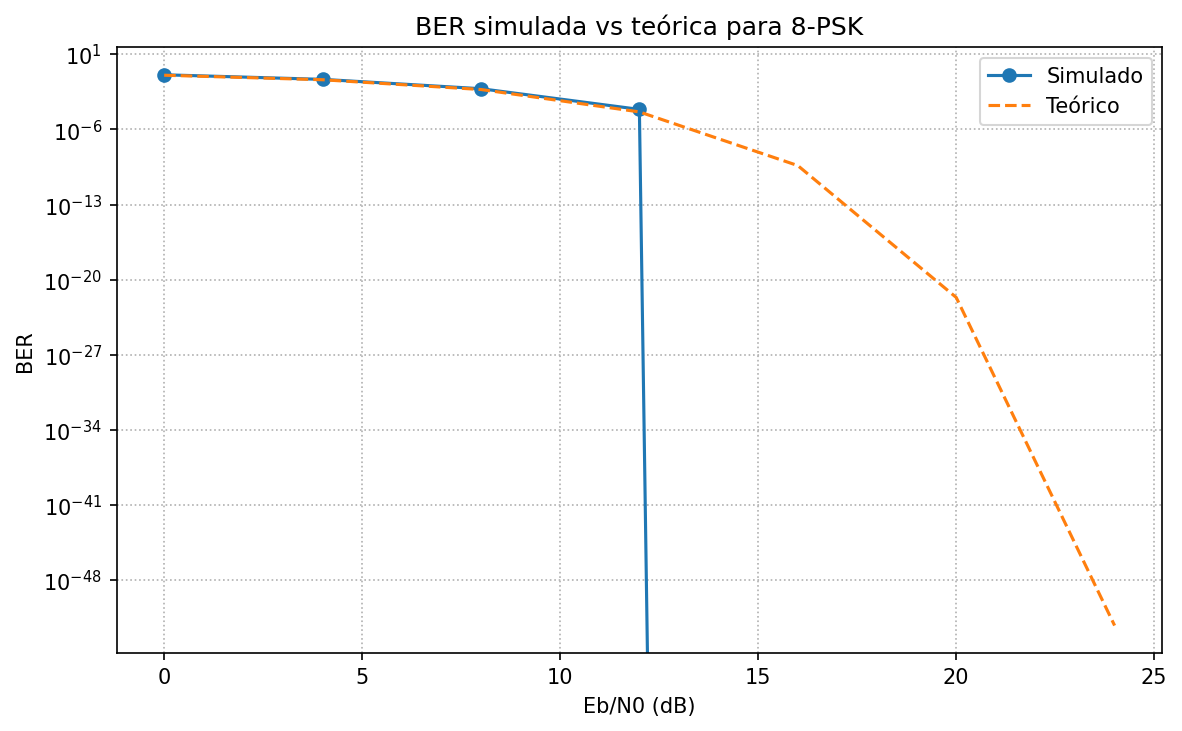 BER simulada vs teórica para 8-PSK
Simulado
Teórico
BER
10^1
10^-6
10^-13
10^-20
10^-27
10^-34
10^-41
10^-48
0 5 10 15 20 25
Eb/N0 (dB)